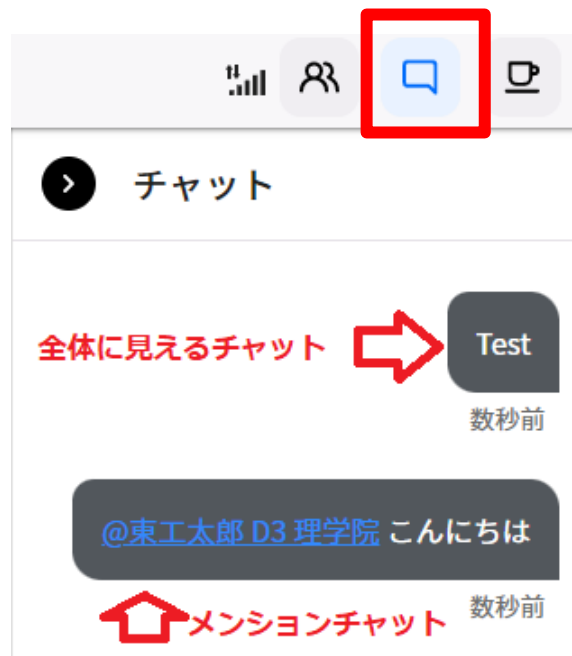 チャット
全体に見えるチャット
Test
数秒前
@東工太郎 D3 理学院 こんにちは
数秒前
メンションチャット